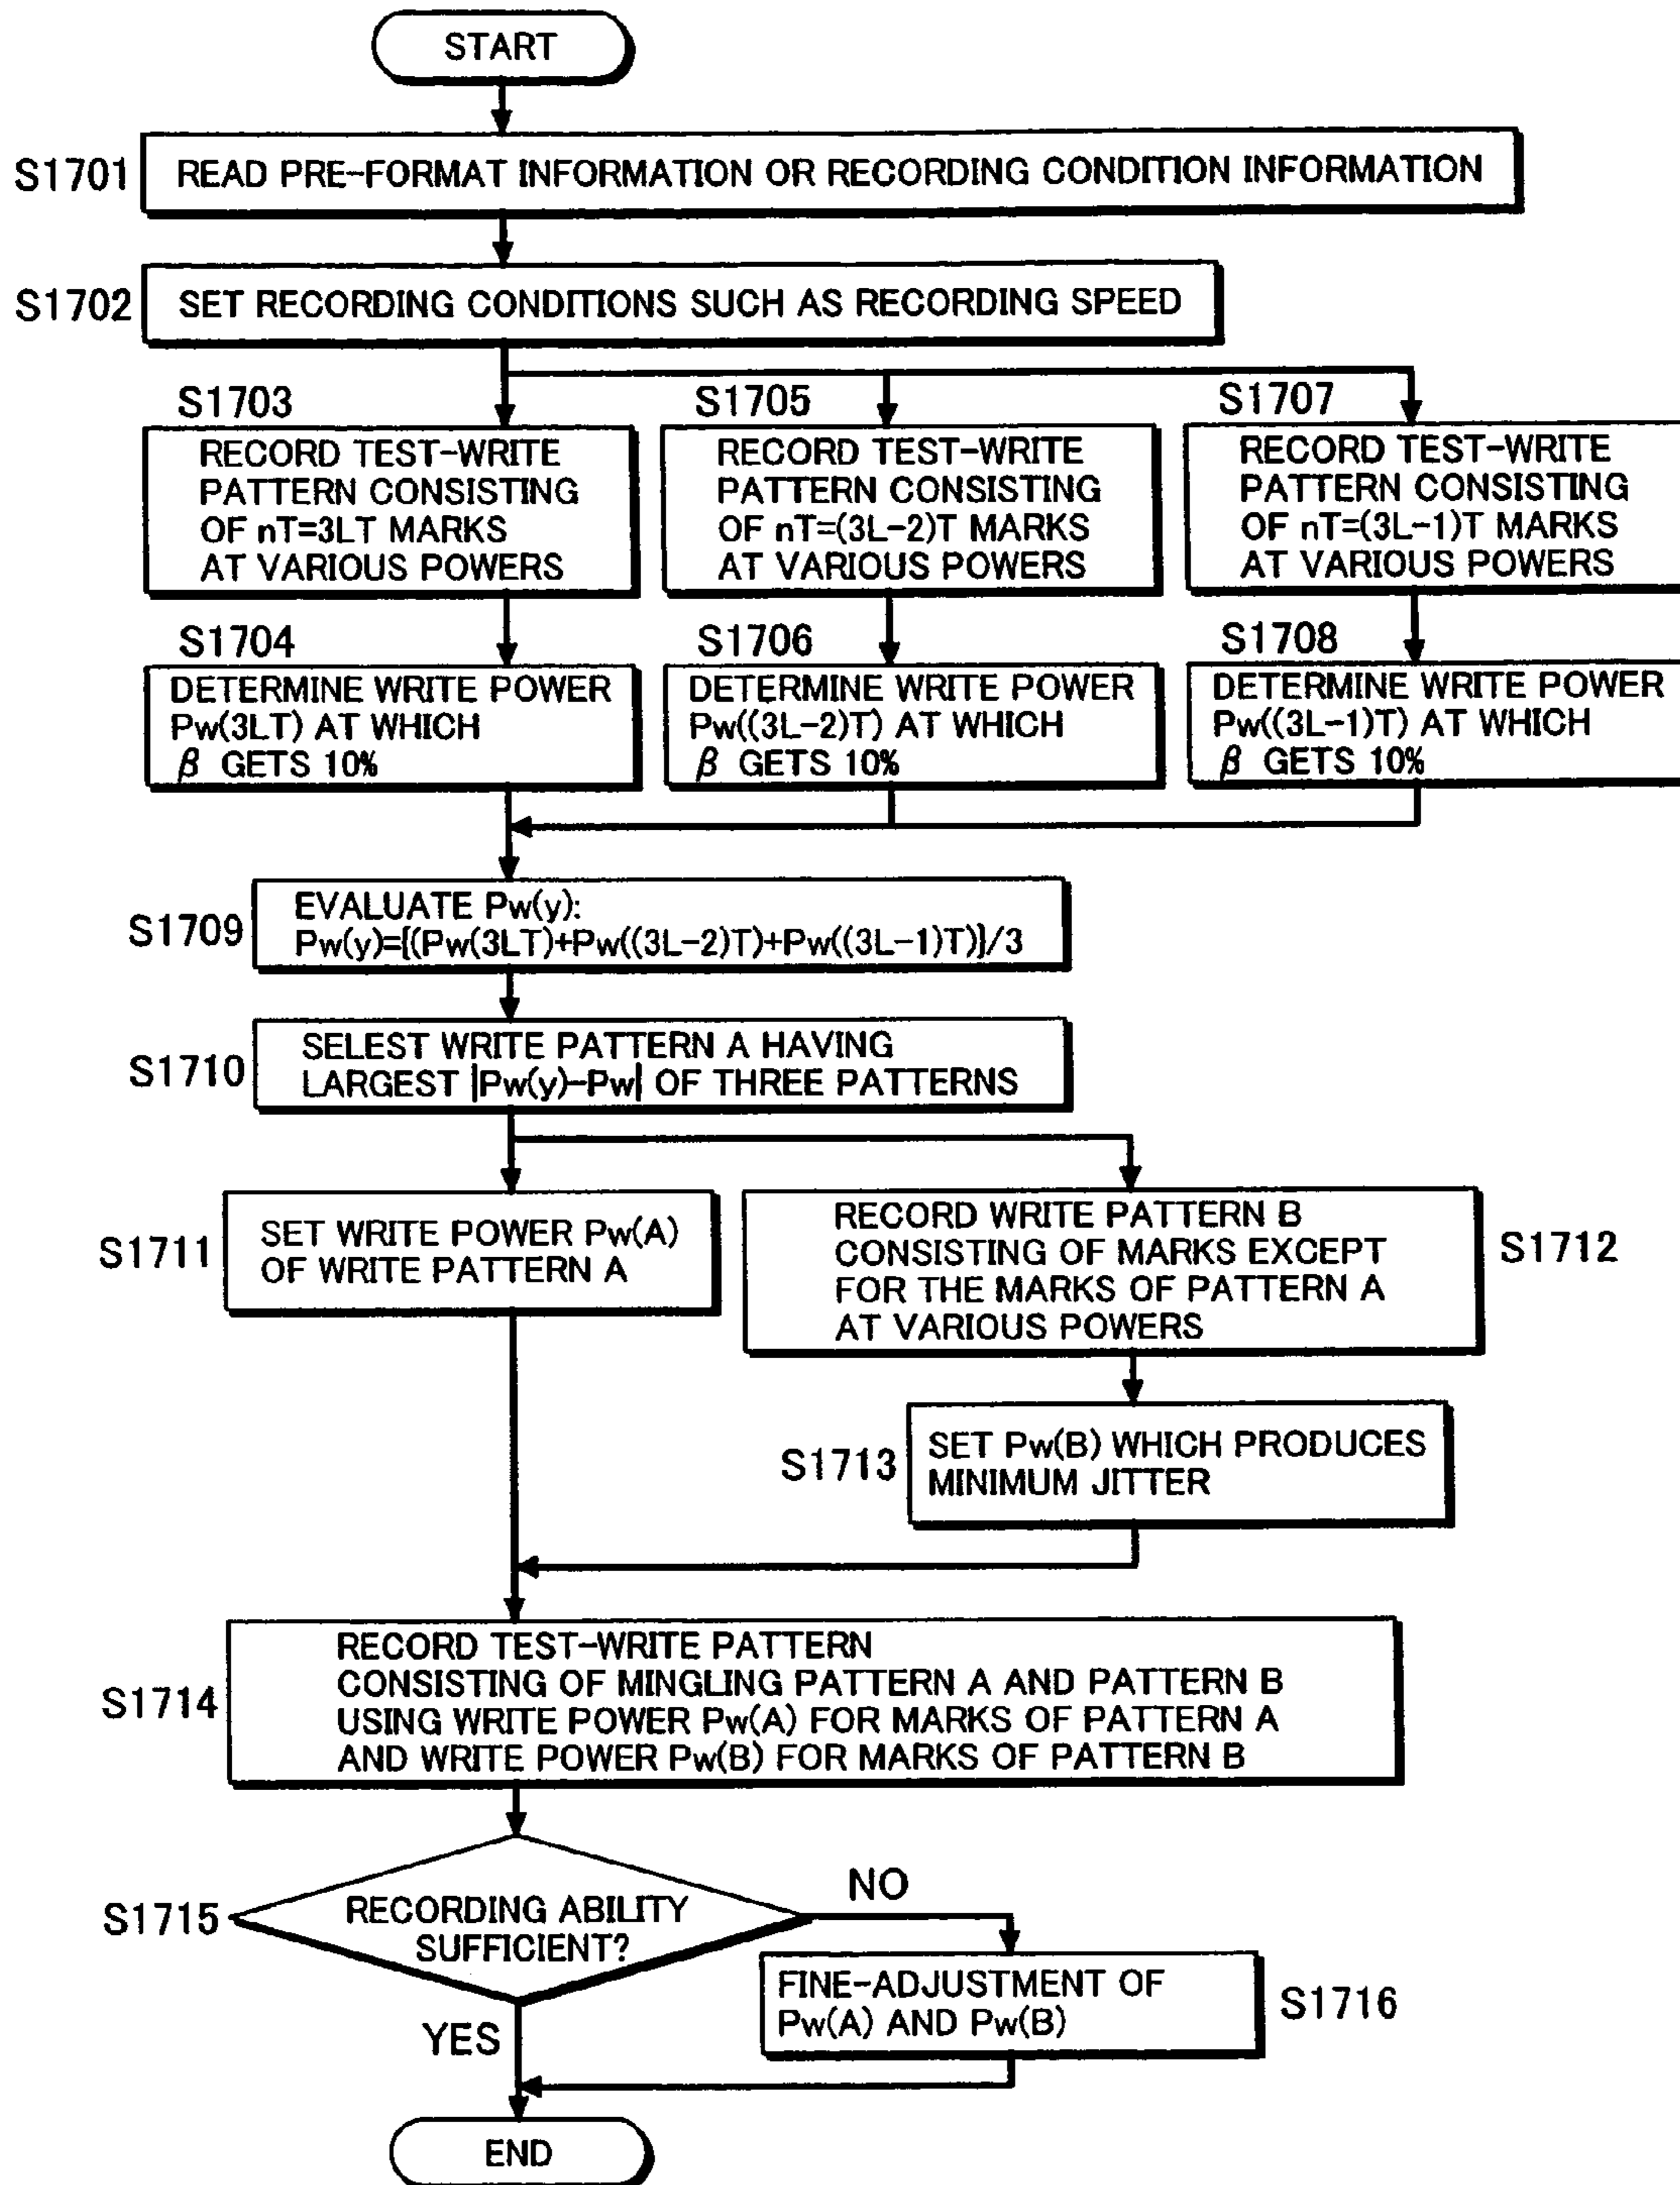 START
S1701
READ PRE-FORMAT INFORMATION OR RECORDING CONDITION INFORMATION
S1702
SET RECORDING CONDITIONS SUCH AS RECORDING SPEED
S1703
RECORD TEST-WRITE
PATTERN CONSISTING
OF nT=3LT MARKS
AT VARIOUS POWERS
S1705
RECORD TEST-WRITE
PATTERN CONSISTING
OF nT=(3L-2)T MARKS
AT VARIOUS POWERS
S1707
RECORD TEST-WRITE
PATTERN CONSISTING
OF nT=(3L-1)T MARKS
AT VARIOUS POWERS
S1704
DETERMINE WRITE POWER
Pw(3LT) AT WHICH
β GETS 10%
S1706
DETERMINE WRITE POWER
Pw((3L-2)T) AT WHICH
β GETS 10%
S1708
DETERMINE WRITE POWER
Pw((3L-1)T) AT WHICH
β GETS 10%
S1709
EVALUATE Pw(y):
Pw(y)={(Pw(3LT)+Pw((3L-2)T)+Pw((3L-1)T)}/3
S1710
SELEST WRITE PATTERN A HAVING
LARGEST |Pw(y)-Pw| OF THREE PATTERNS
S1711
SET WRITE POWER Pw(A)
OF WRITE PATTERN A
RECORD WRITE PATTERN B
CONSISTING OF MARKS EXCEPT
FOR THE MARKS OF PATTERN A
AT VARIOUS POWERS
S1712
S1713
SET Pw(B) WHICH PRODUCES
MINIMUM JITTER
S1714
RECORD TEST-WRITE PATTERN
CONSISTING OF MINGLING PATTERN A AND PATTERN B
USING WRITE POWER Pw(A) FOR MARKS OF PATTERN A
AND WRITE POWER Pw(B) FOR MARKS OF PATTERN B
S1715
RECORDING ABILITY
SUFFICIENT?
NO
FINE-ADJUSTMENT OF
Pw(A) AND Pw(B)
S1716
YES
END